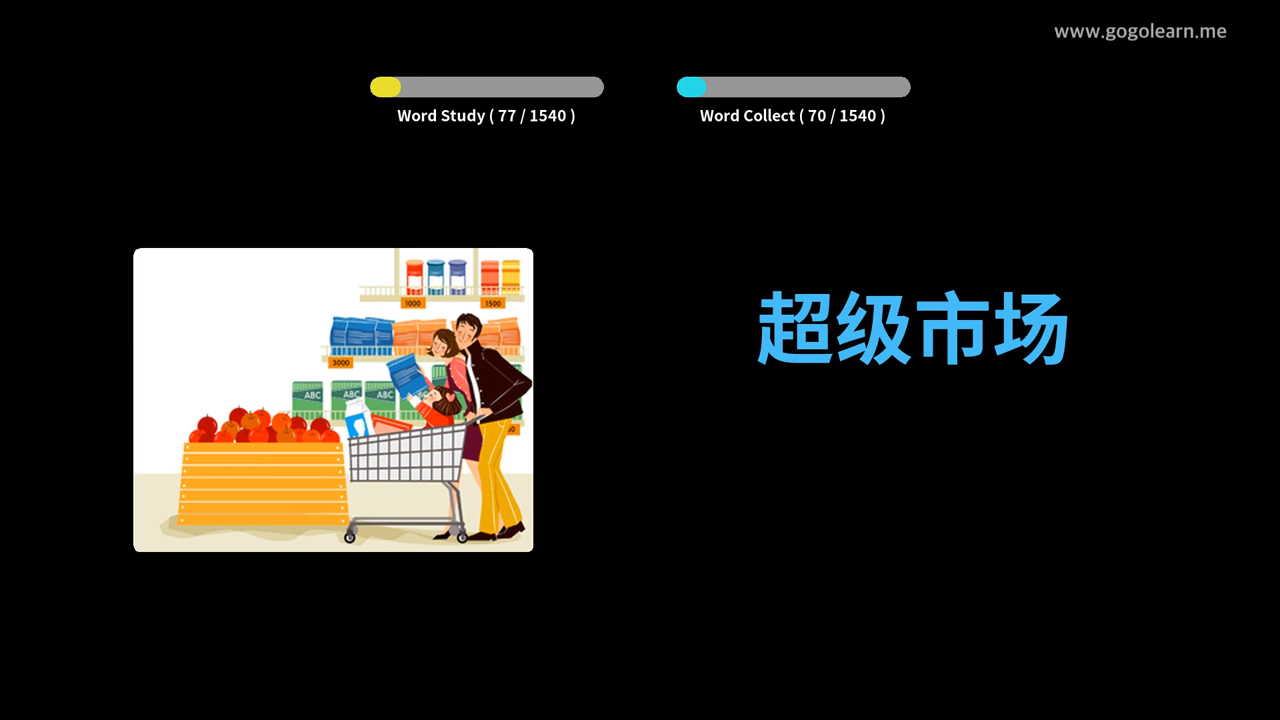 www.gogolearn.me
Word Study ( 77 / 1540 )
Word Collect ( 70 / 1540 )
超级市场
1000
1500
3000
ABC
ABC
ABC